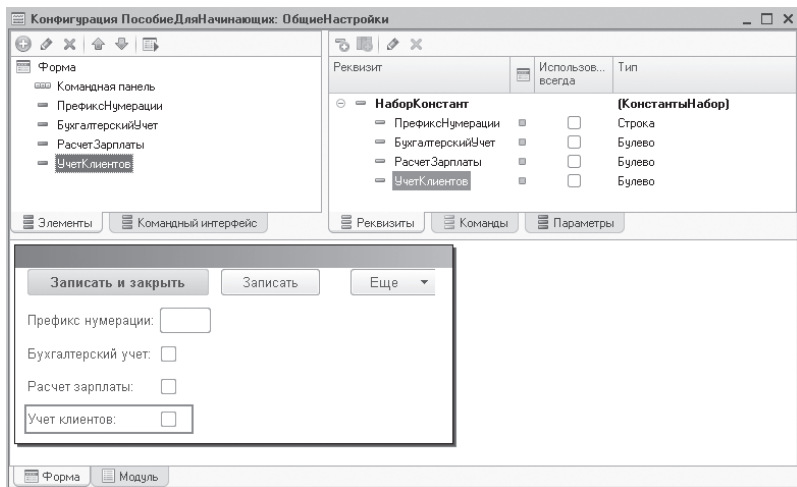 Конфигурация ПособиеДляНачинающих: ОбщиеНастройки
Форма
Командная панель
ПрефиксНумерации
БухгалтерскийУчет
РасчетЗарплаты
УчетКлиентов
Элементы
Командный интерфейс
Реквизит
Использов... всегда
Тип
НаборКонстант (КонстантыНабор)
ПрефиксНумерации Строка
БухгалтерскийУчет Булево
РасчетЗарплаты Булево
УчетКлиентов Булево
Реквизиты
Команды
Параметры
Записать и закрыть
Записать
Еще
Префикс нумерации:
Бухгалтерский учет:
Расчет зарплаты:
Учет клиентов:
Форма
Модуль